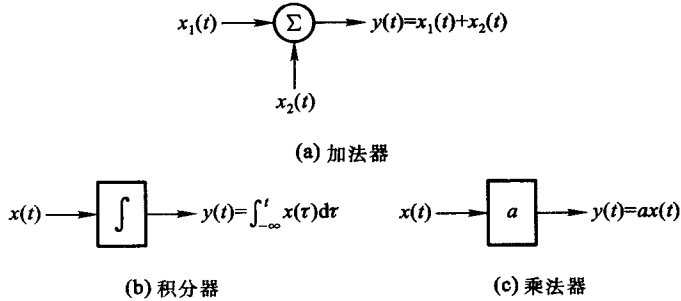 x₁(t) Σ y(t)=x₁(t)+x₂(t)
x₂(t)
(a) 加法器
x(t) ∫ y(t)=∫_{-∞}^{t} x(τ)dτ
(b) 积分器
x(t) a y(t)=ax(t)
(c) 乘法器